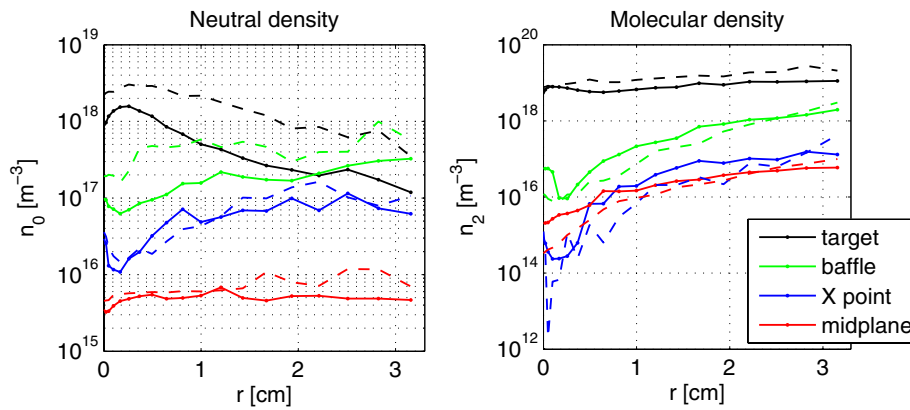 Neutral density
Molecular density
10^19
10^18
10^17
10^16
10^15
n_0 [m^−3]
0
1
2
3
r [cm]
10^20
10^18
10^16
10^14
10^12
n_2 [m^−3]
0
1
2
3
r [cm]
target
baffle
X point
midplane